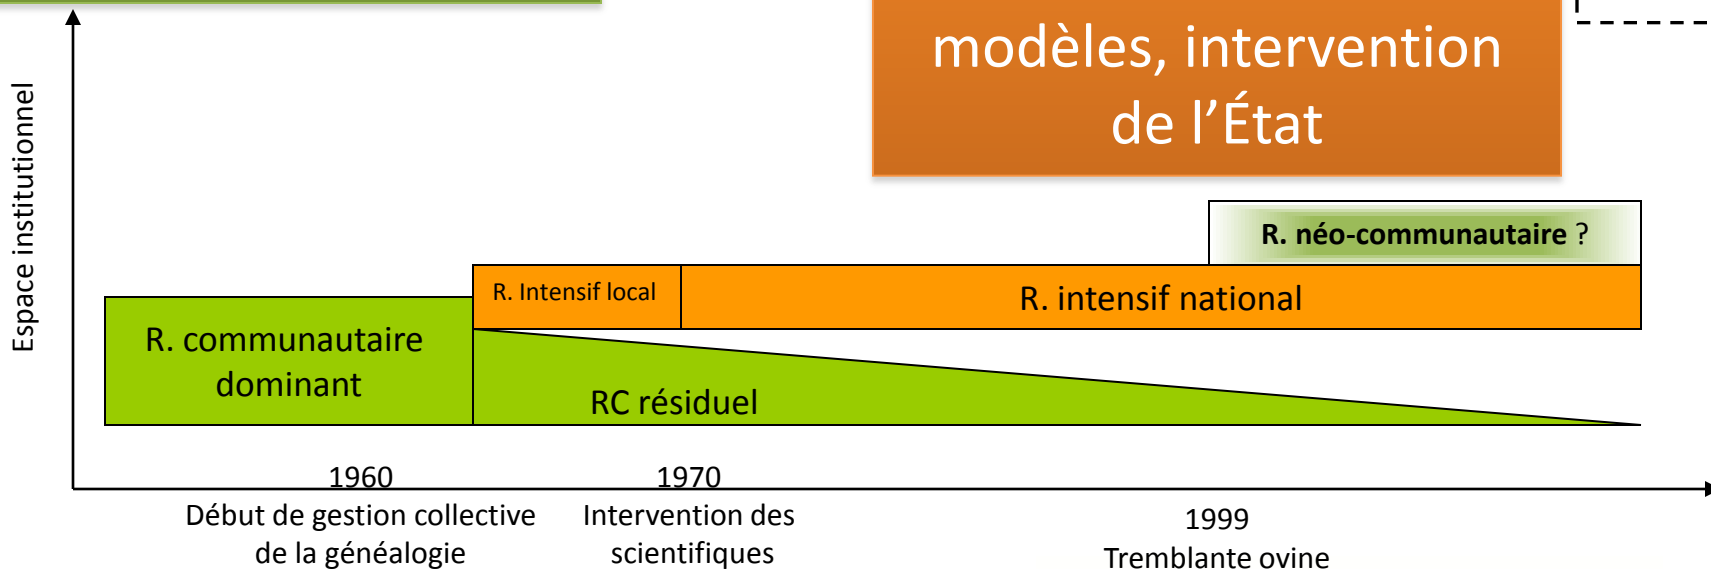 modèles, intervention
de l’État
Espace institutionnel
R. néo-communautaire ?
R. Intensif local
R. intensif national
R. communautaire
dominant
RC résiduel
1960
Début de gestion collective
de la généalogie
1970
Intervention des
scientifiques
1999
Tremblante ovine